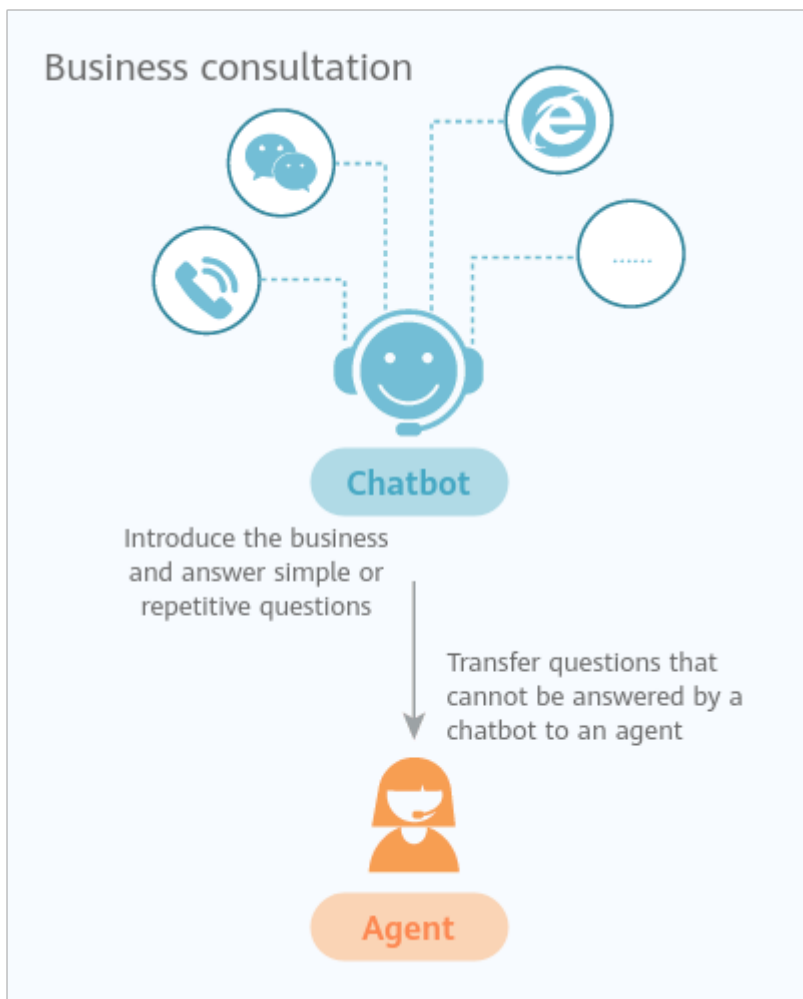 Business consultation
......
Chatbot
Introduce the business
and answer simple or
repetitive questions
Transfer questions that
cannot be answered by a
chatbot to an agent
Agent